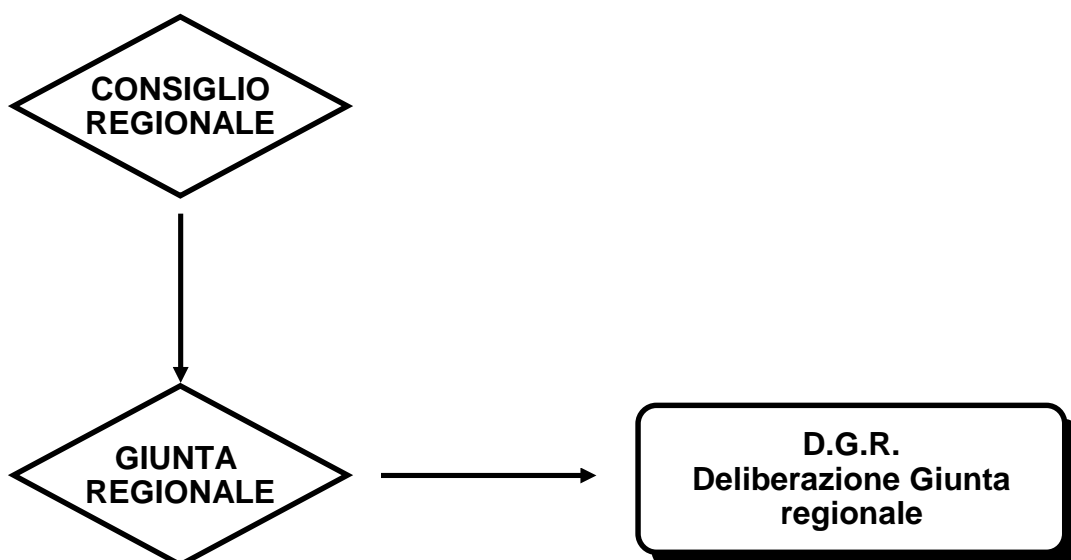 CONSIGLIO
REGIONALE
GIUNTA
REGIONALE
D.G.R.
Deliberazione Giunta
regionale